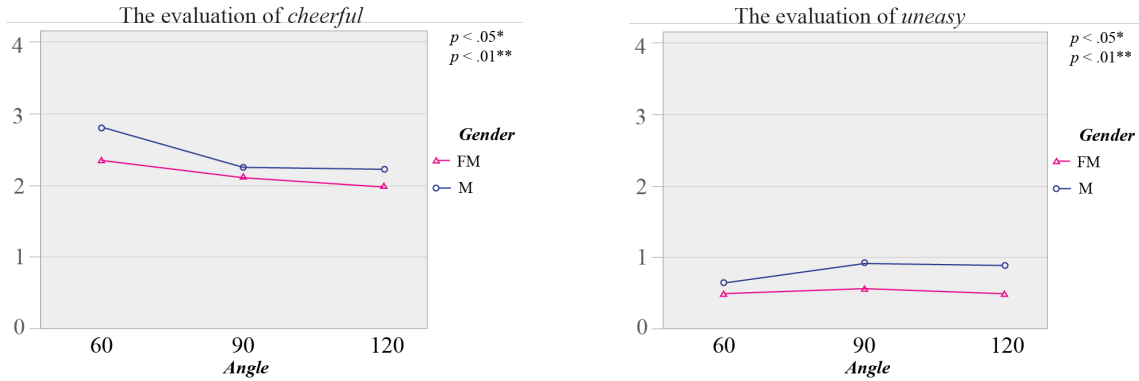 The evaluation of cheerful
p < .05*
p < .01**
4
3
2
1
0
Gender
FM
M
60 90 120
Angle
The evaluation of uneasy
p < .05*
p < .01**
4
3
2
1
0
Gender
FM
M
60 90 120
Angle